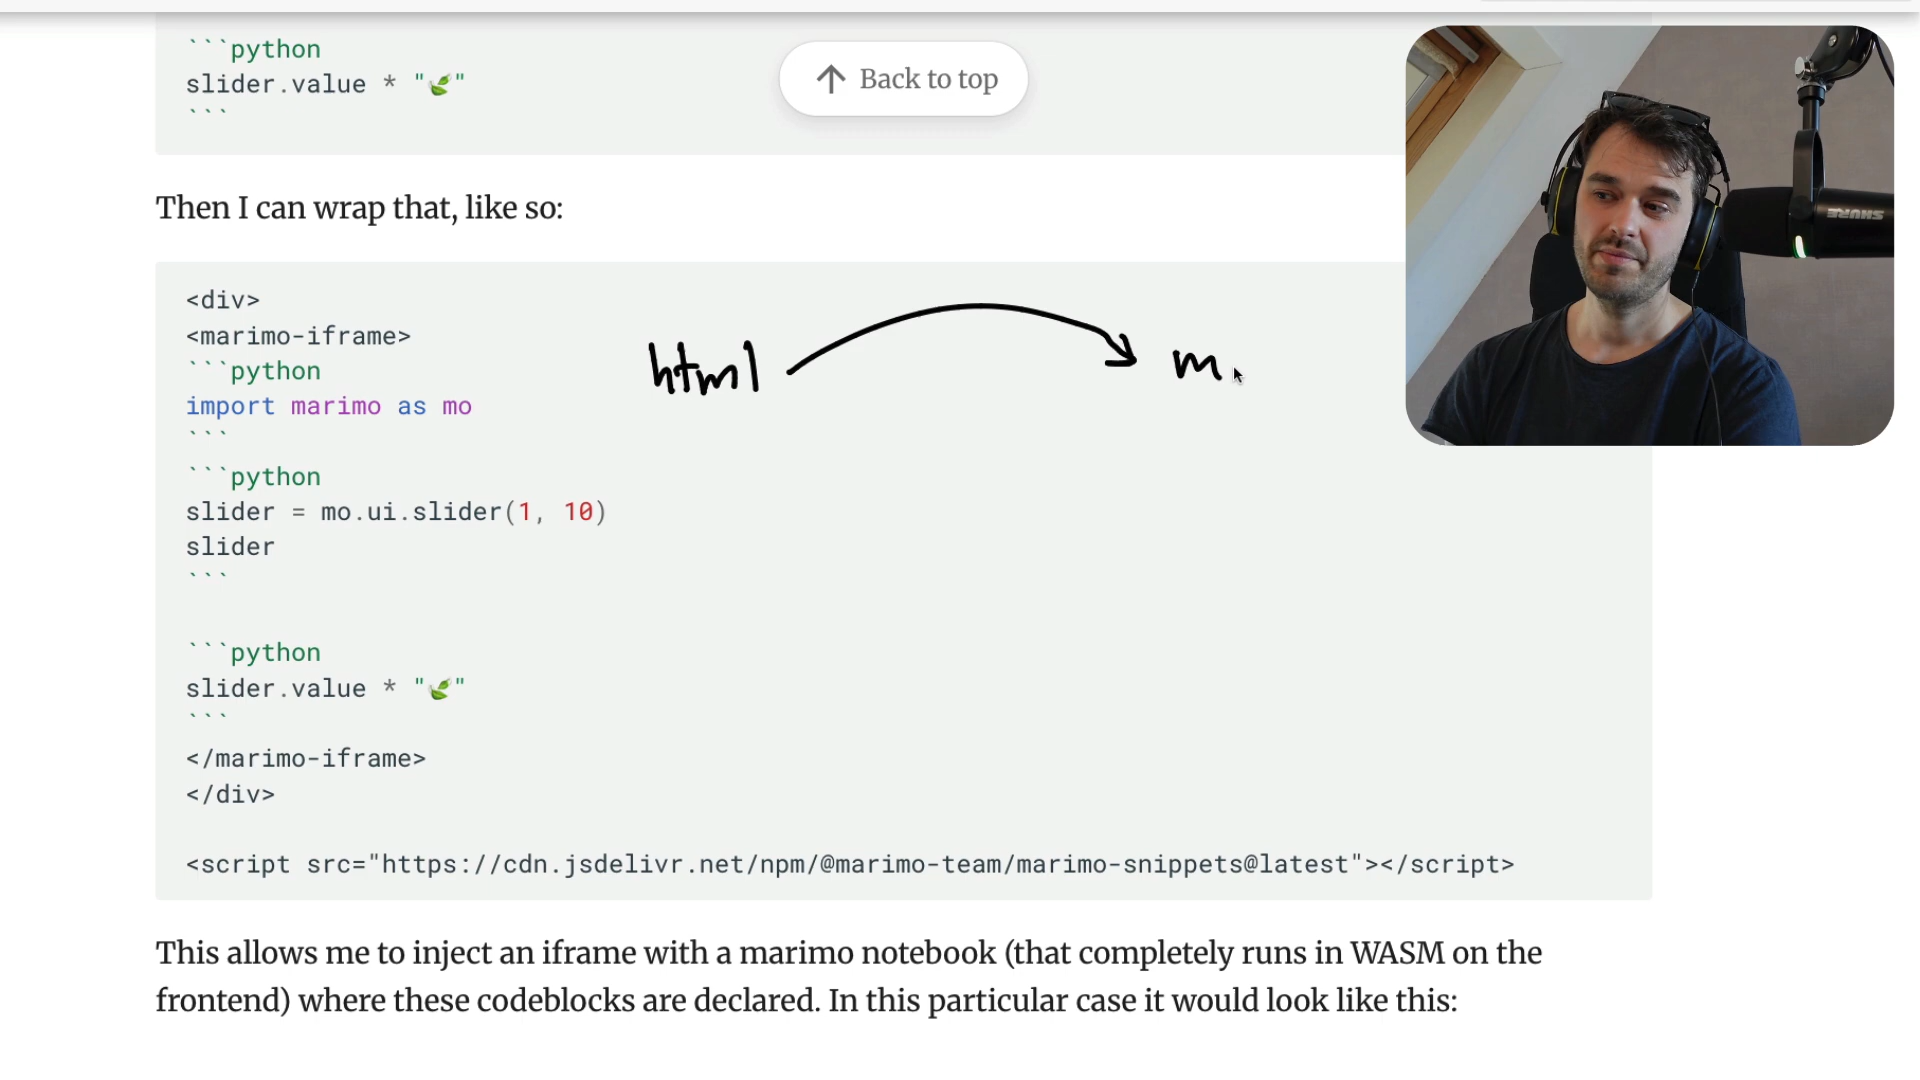 ```python
slider.value * "🍃"
```
Back to top
Then I can wrap that, like so:
<div>
<marimo-iframe>
```python
import marimo as mo
```
```python
slider = mo.ui.slider(1, 10)
slider
```
```python
slider.value * "🍃"
```
</marimo-iframe>
</div>
<script src="https://cdn.jsdelivr.net/npm/@marimo-team/marimo-snippets@latest"></script>
html
m
SHURE
This allows me to inject an iframe with a marimo notebook (that completely runs in WASM on the
frontend) where these codeblocks are declared. In this particular case it would look like this: